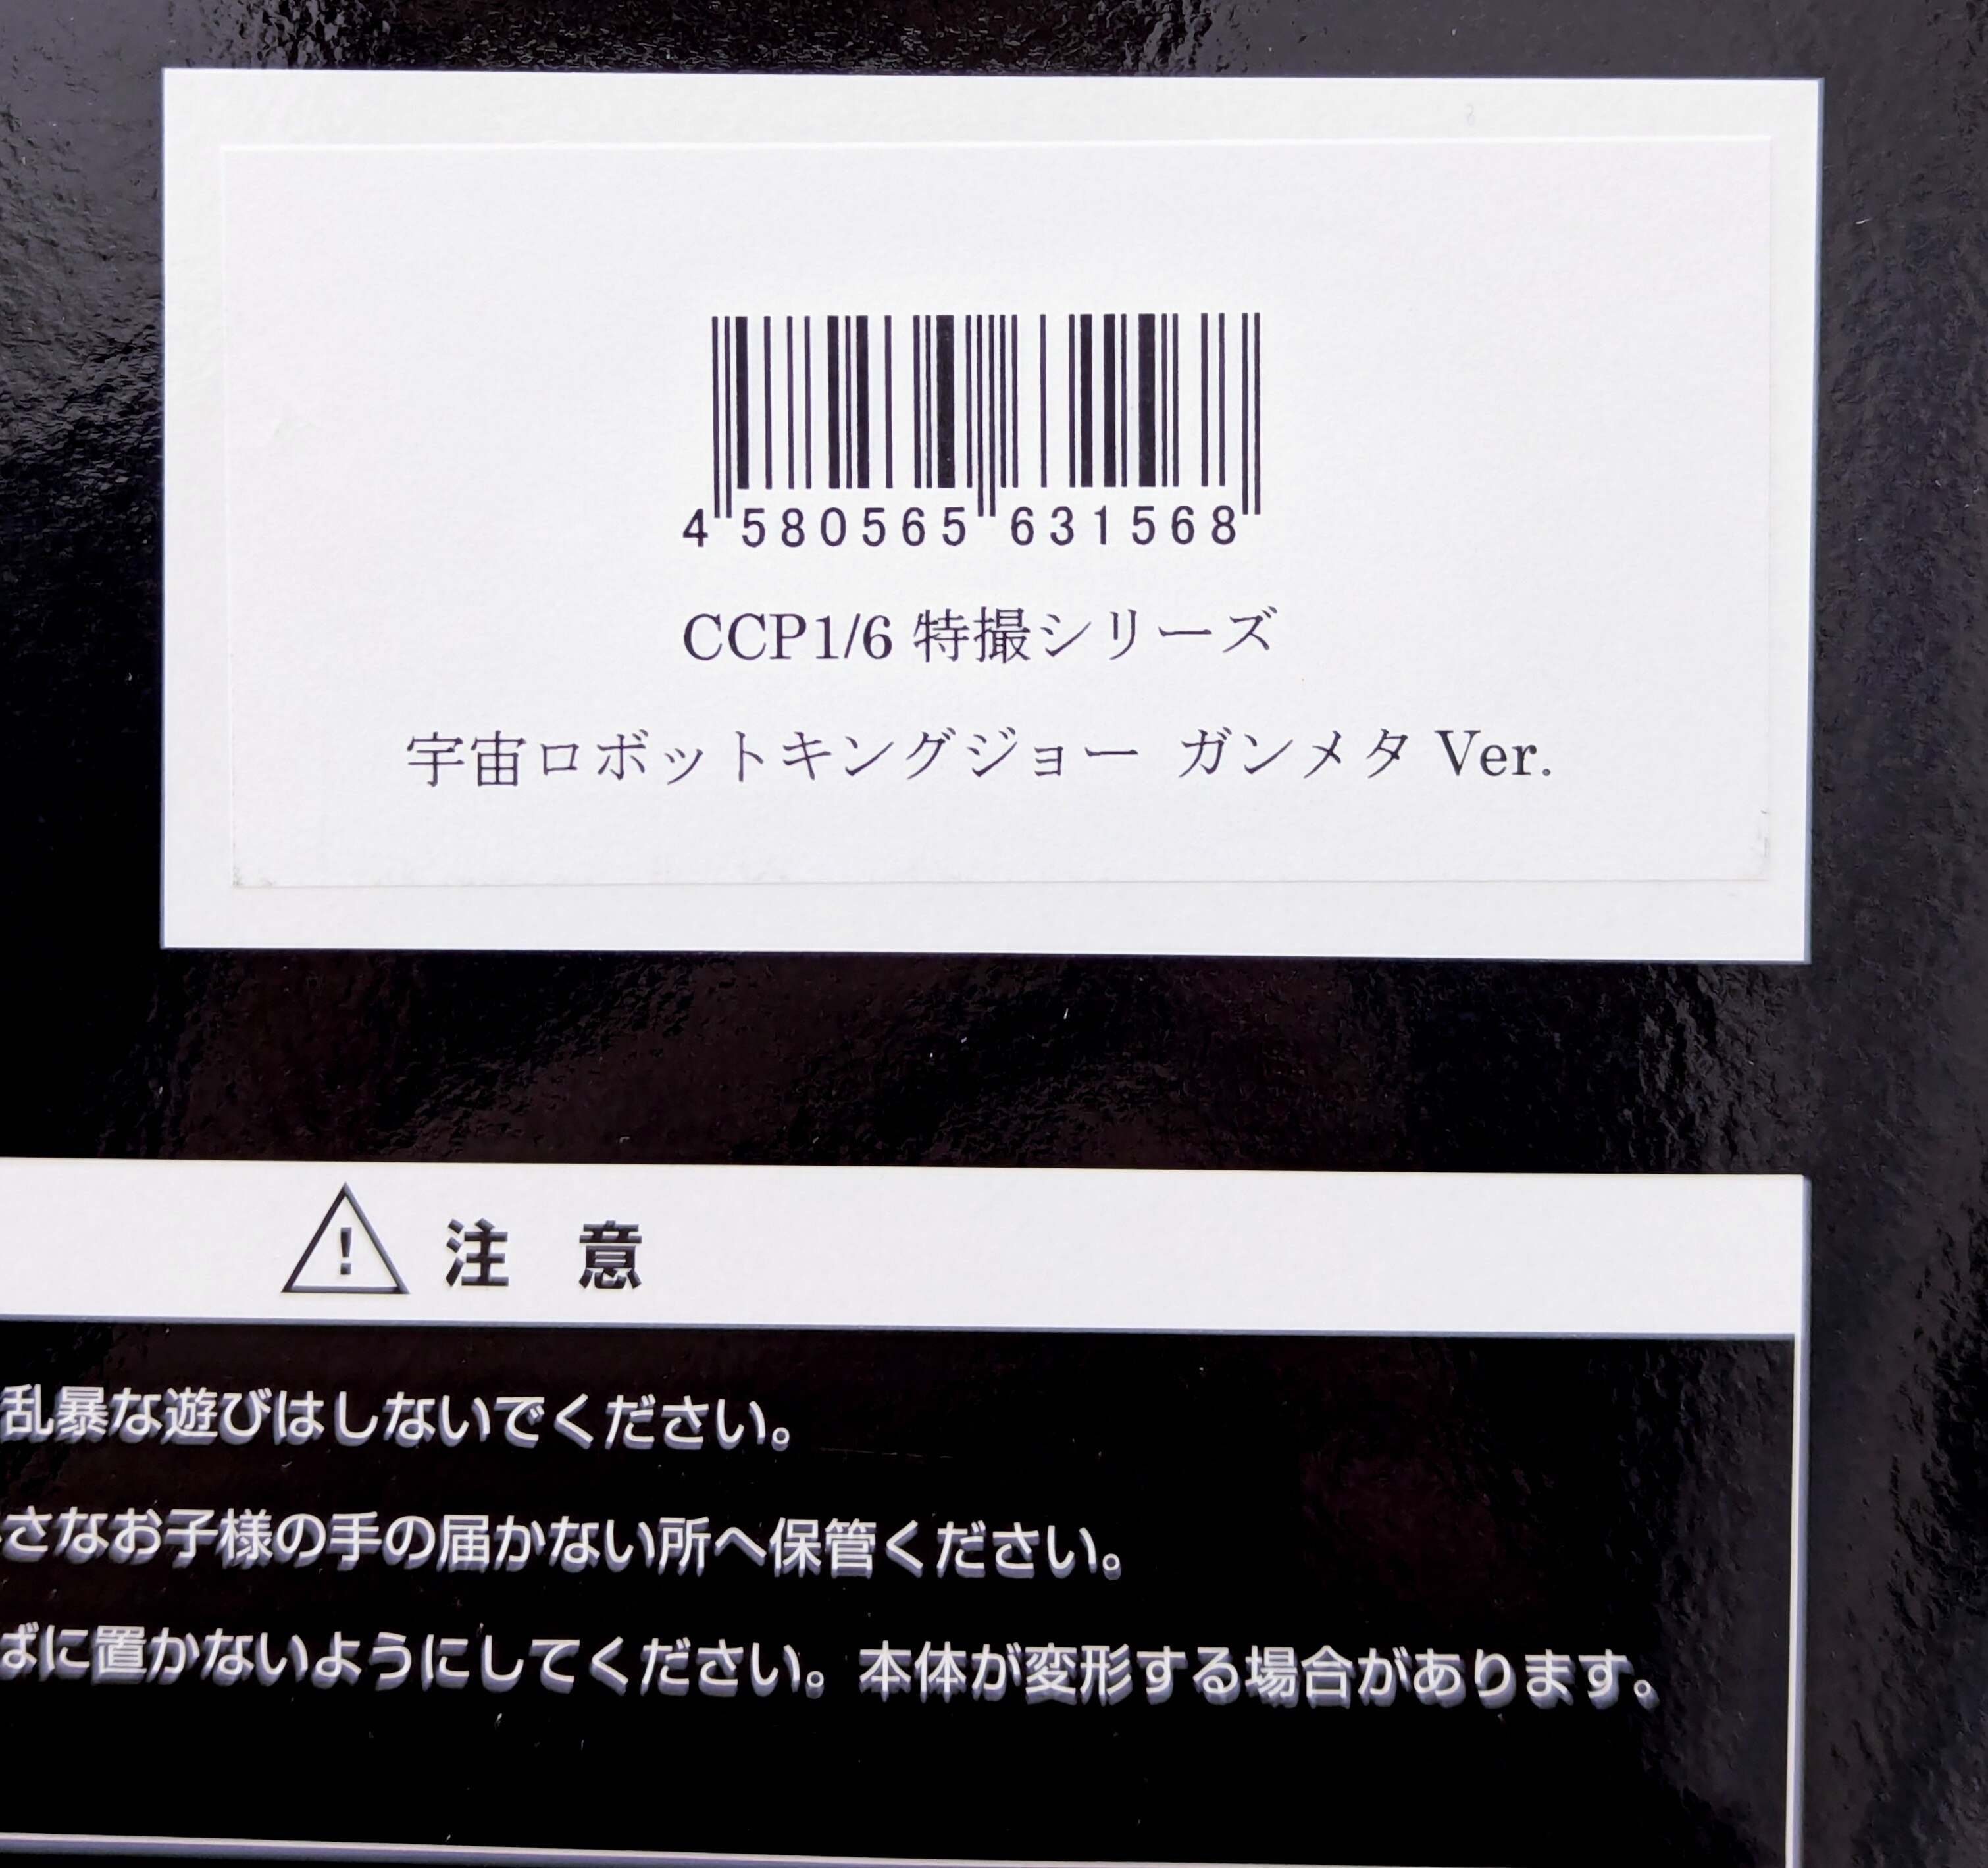 4 580565 631568
CCP1/6 特撮シリーズ
宇宙ロボットキングジョー ガンメタ Ver.
! 注 意
乱暴な遊びはしないでください。
さなお子様の手の届かない所へ保管ください。
ばに置かないようにしてください。本体が変形する場合があります。